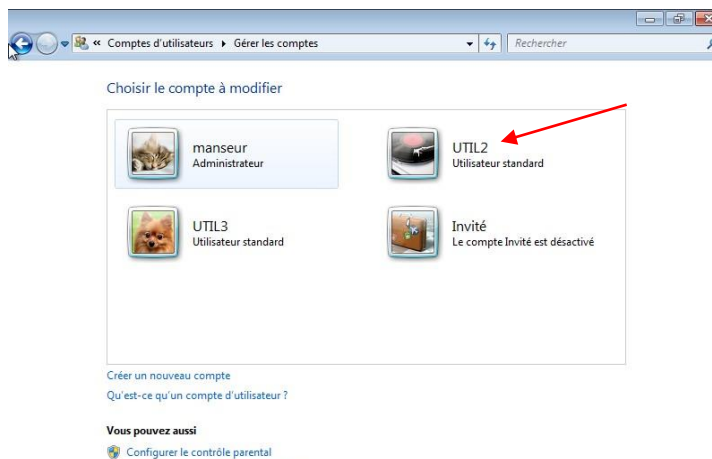 « Comptes d'utilisateurs ▸ Gérer les comptes
Rechercher
Choisir le compte à modifier
manseur
Administrateur
UTIL2
Utilisateur standard
UTIL3
Utilisateur standard
Invité
Le compte Invité est désactivé
Créer un nouveau compte
Qu'est-ce qu'un compte d'utilisateur ?
Vous pouvez aussi
Configurer le contrôle parental